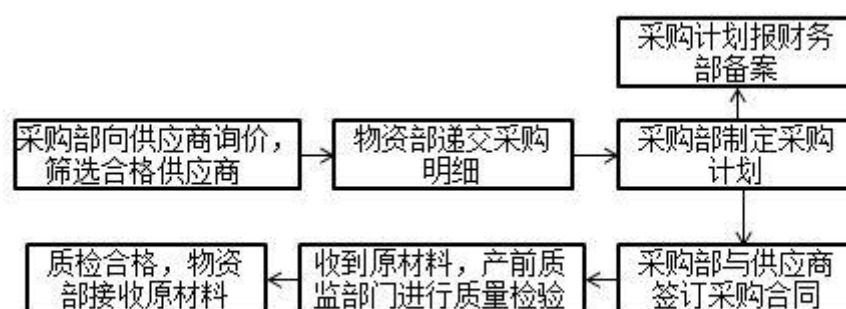 采购计划报财务
部备案
采购部向供应商询价，
筛选合格供应商
物资部递交采购
明细
采购部制定采购
计划
质检合格，物资
部接收原材料
收到原材料，产前质
监部门进行质量检验
采购部与供应商
签订采购合同